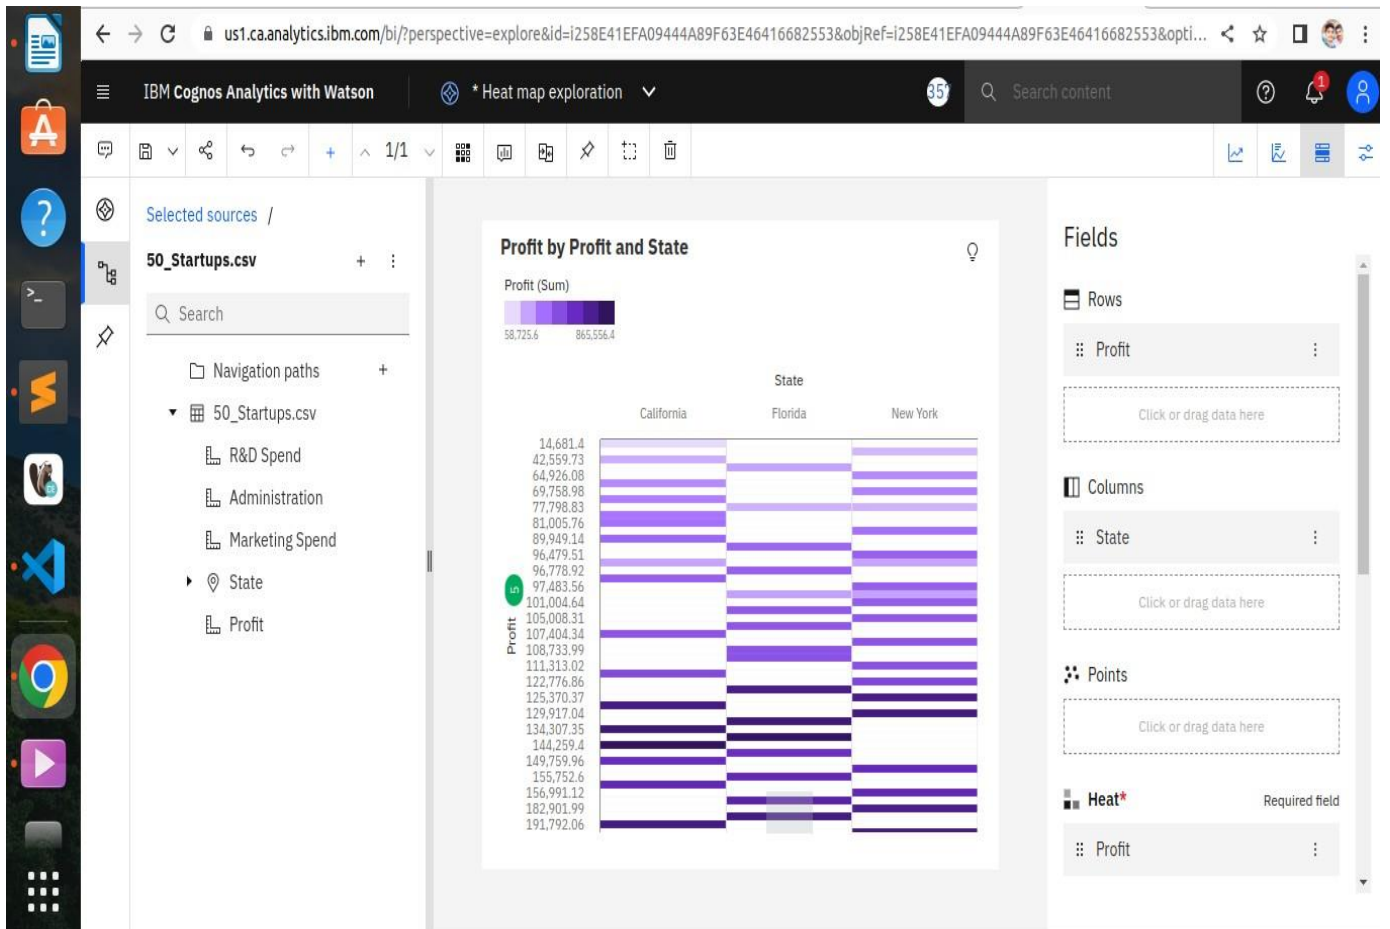 us1.ca.analytics.ibm.com/bi/?perspective=explore&id=i258E41EFA09444A89F63E46416682553&objRef=i258E41EFA09444A89F63E46416682553&opti...
IBM Cognos Analytics with Watson
* Heat map exploration
357
Search content
1
1/1
Selected sources /
50_Startups.csv
Search
Navigation paths
50_Startups.csv
R&D Spend
Administration
Marketing Spend
State
Profit
Profit by Profit and State
Profit (Sum)
58,725.6 865,556.4
State
California Florida New York
14,681.4
42,559.73
64,926.08
69,758.98
77,798.83
81,005.76
89,949.14
96,479.51
96,778.92
97,483.56
101,004.64
105,008.31
107,404.34
108,733.99
111,313.02
122,776.86
125,370.37
129,917.04
134,307.35
144,259.4
149,759.96
155,752.6
156,991.12
182,901.99
191,792.06
5
Profit
Fields
Rows
Profit
Click or drag data here
Columns
State
Click or drag data here
Points
Click or drag data here
Heat* Required field
Profit